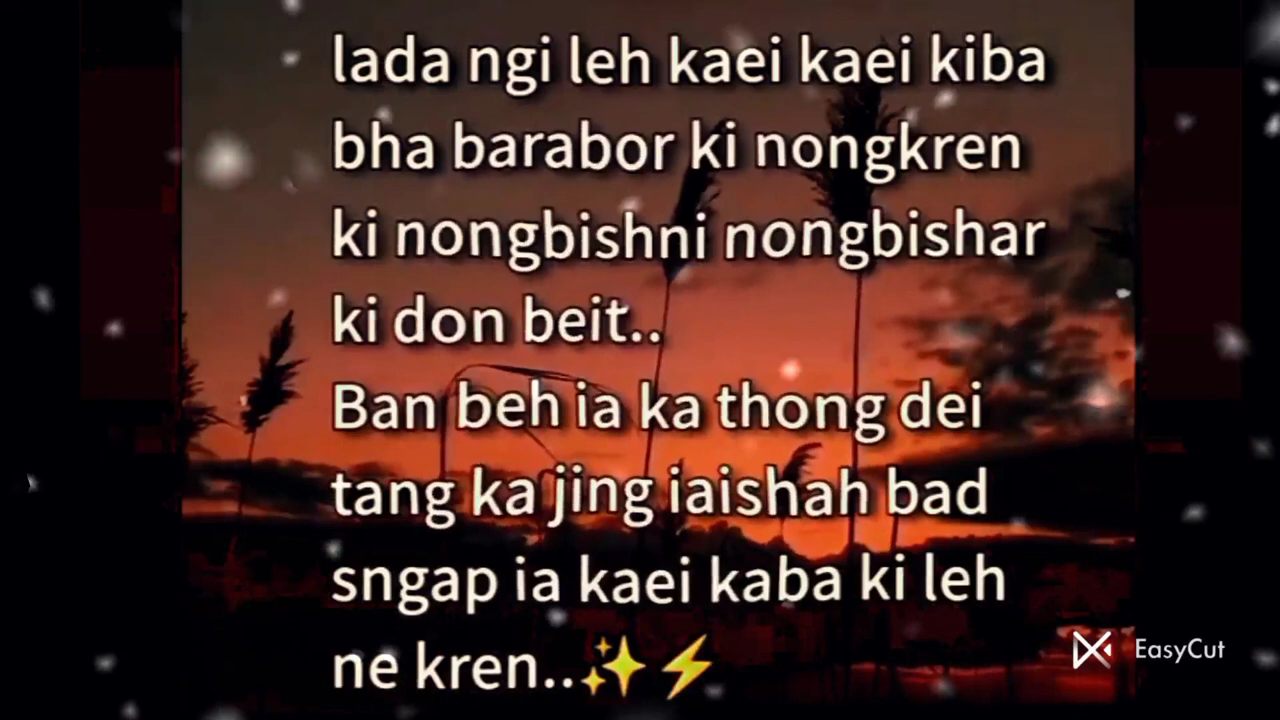 lada ngi leh kaei kaei kiba
bha barabor ki nongkren
ki nongbishni nongbishar
ki don beit..
Ban beh ia ka thong dei
tang ka jing iaishah bad
sngap ia kaei kaba ki leh
ne kren..✨⚡
EasyCut